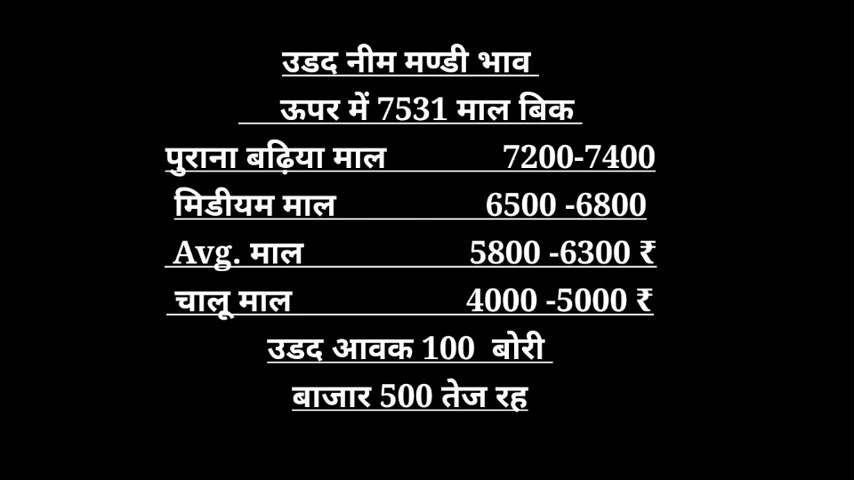 उडद नीम मण्डी भाव
ऊपर में 7531 माल बिक
पुराना बढ़िया माल 7200-7400
मिडीयम माल 6500 -6800
Avg. माल 5800 -6300 ₹
चालू माल 4000 -5000 ₹
उडद आवक 100 बोरी
बाजार 500 तेज रह